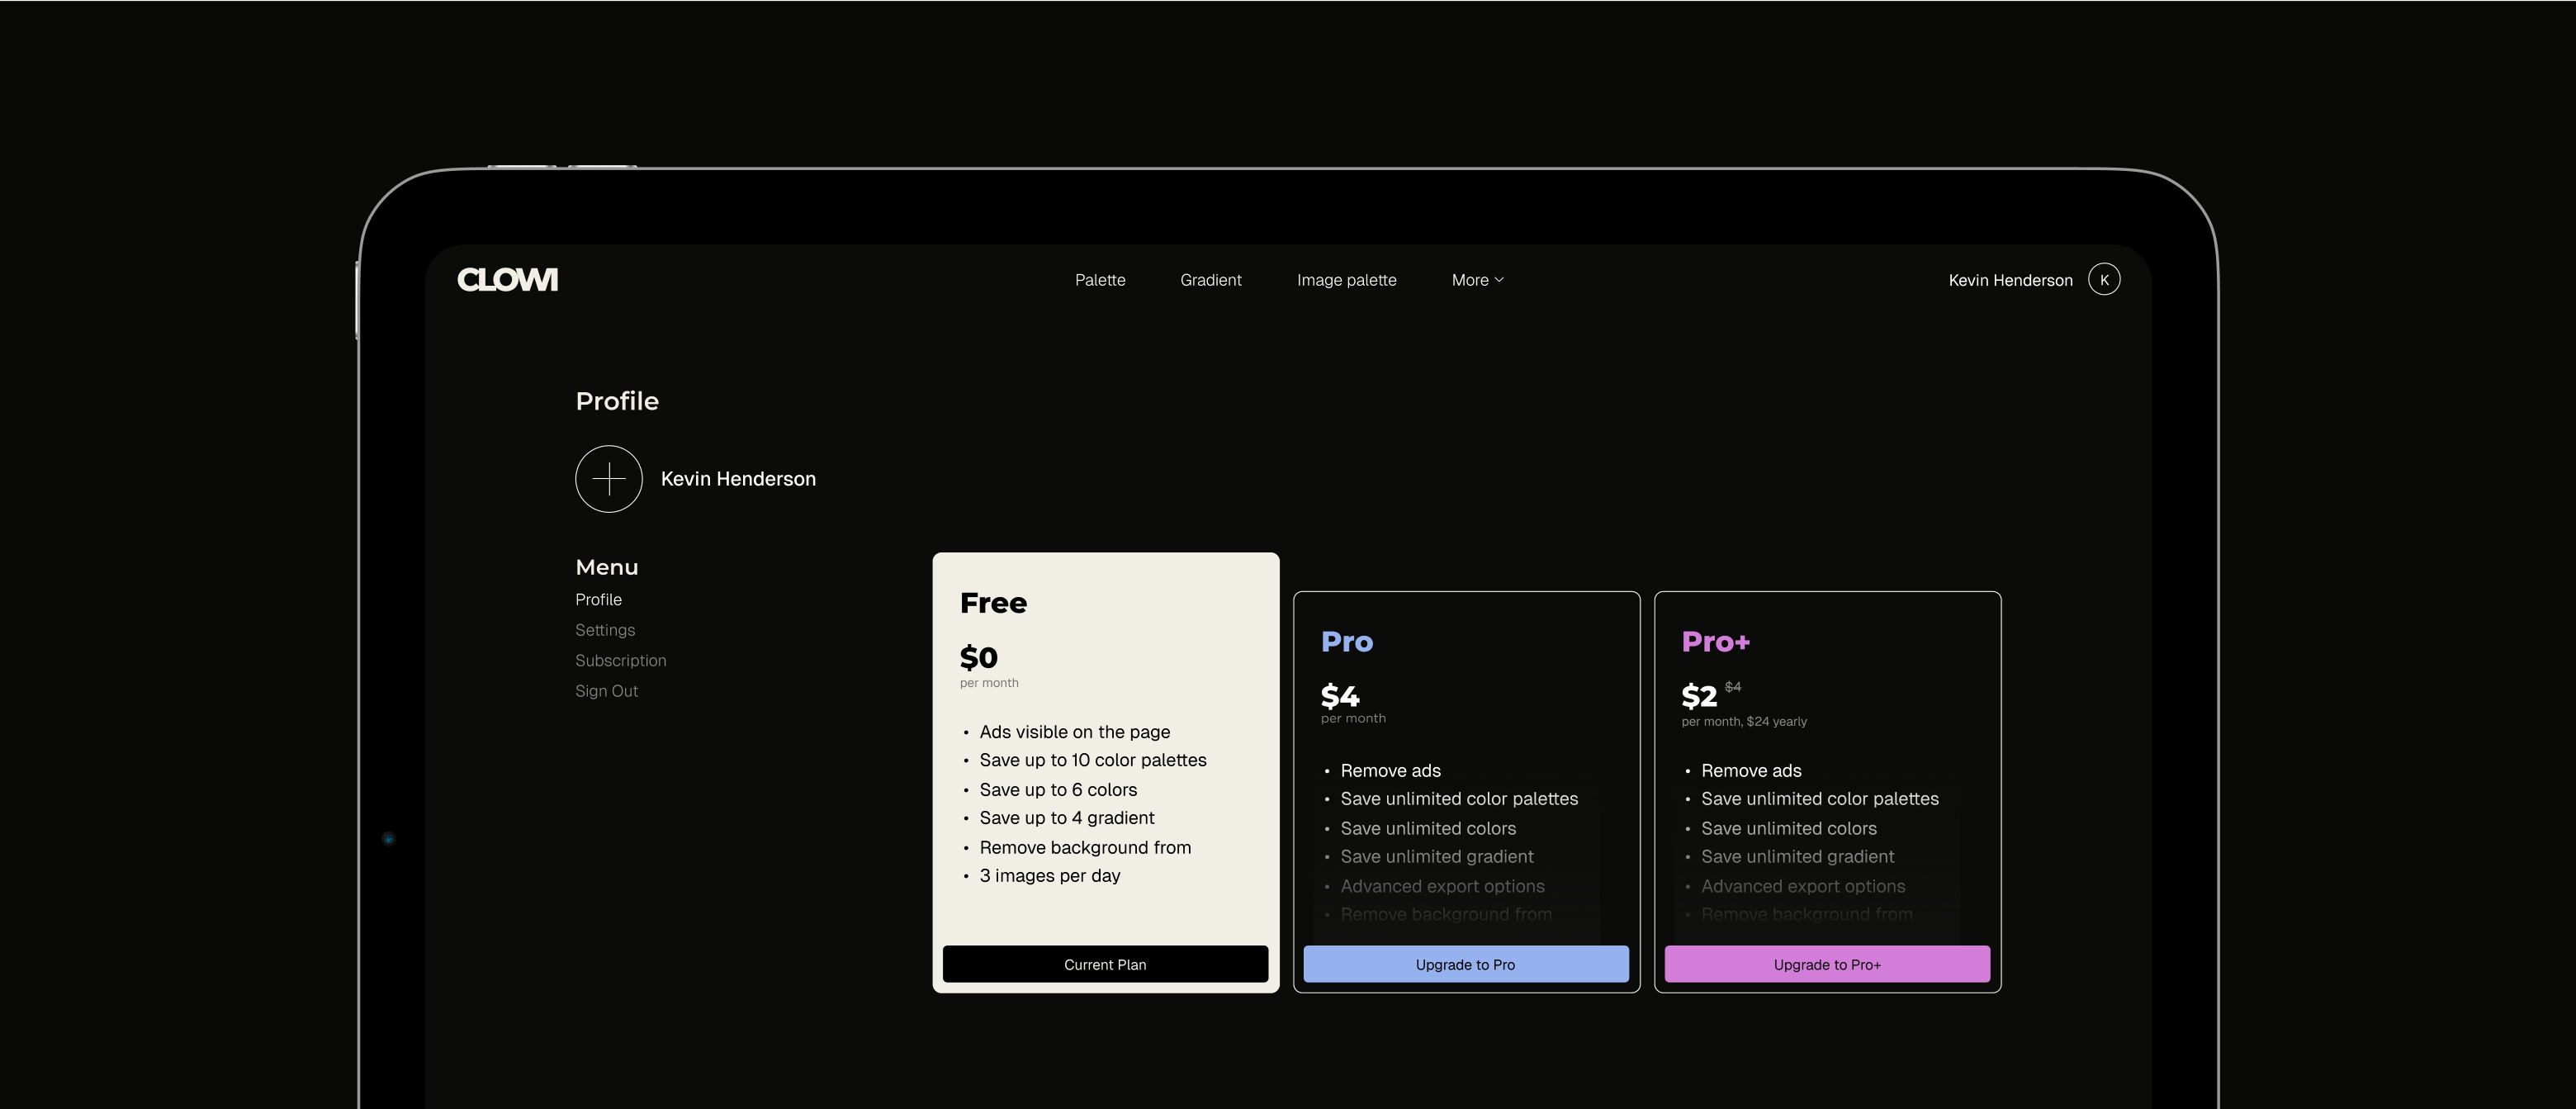 CLOWI
Palette
Gradient
Image palette
More
Kevin Henderson
K
Profile
Kevin Henderson
Menu
Profile
Settings
Subscription
Sign Out
Free
$0
per month
• Ads visible on the page
• Save up to 10 color palettes
• Save up to 6 colors
• Save up to 4 gradient
• Remove background from
• 3 images per day
Current Plan
Pro
$4
per month
• Remove ads
• Save unlimited color palettes
• Save unlimited colors
• Save unlimited gradient
• Advanced export options
• Remove background from
Upgrade to Pro
Pro+
$2 $4
per month, $24 yearly
• Remove ads
• Save unlimited color palettes
• Save unlimited colors
• Save unlimited gradient
• Advanced export options
• Remove background from
Upgrade to Pro+